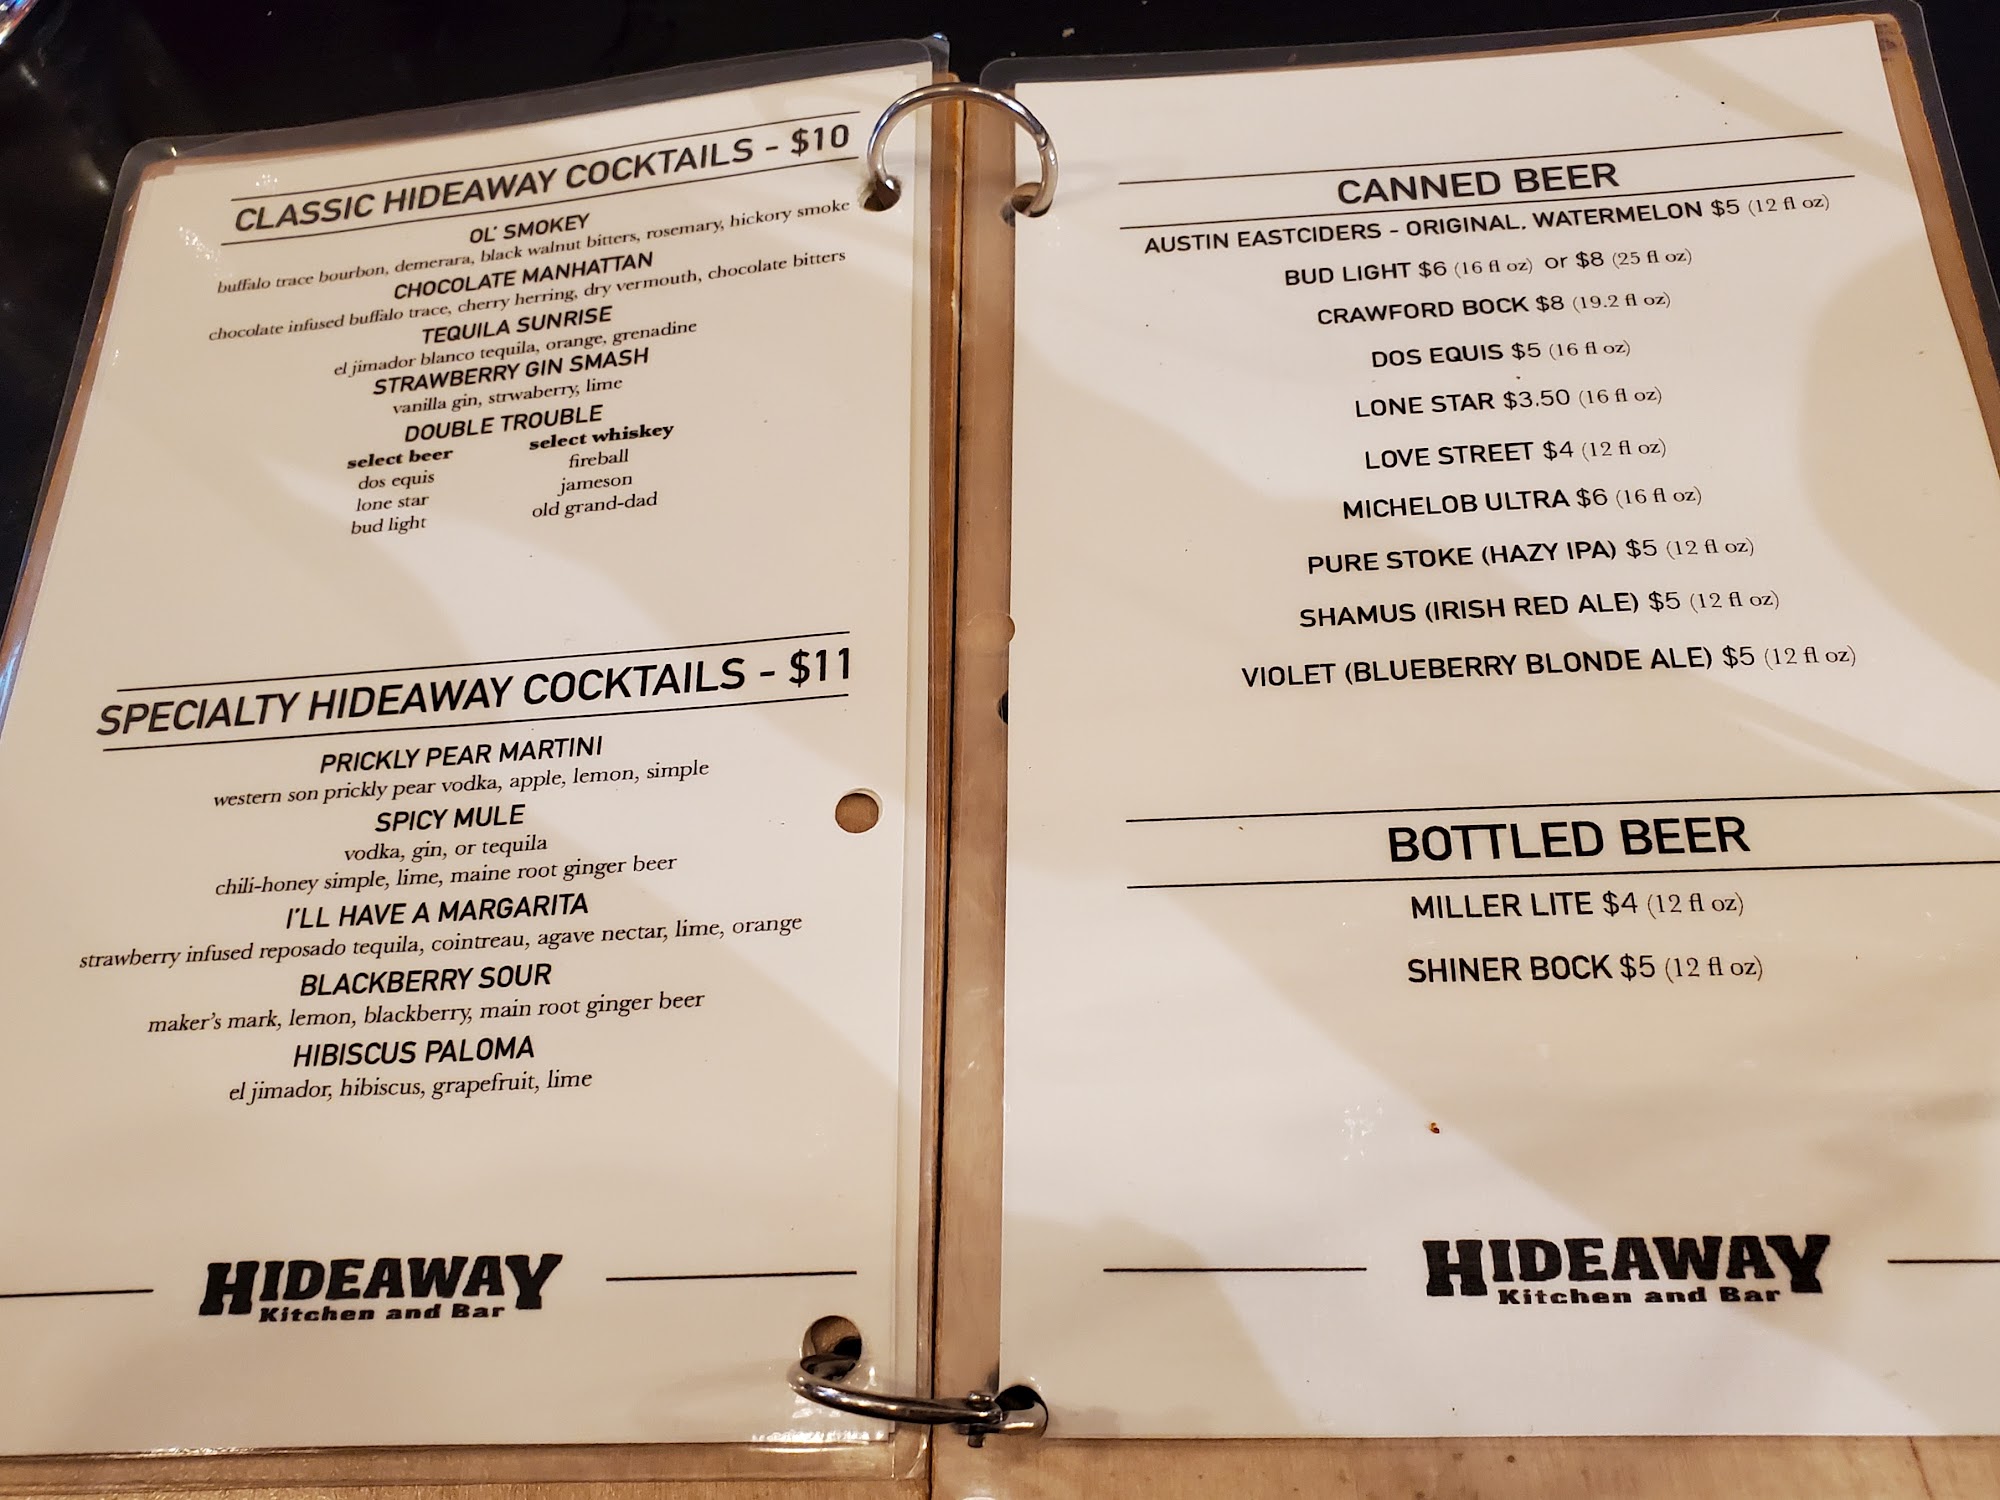 CLASSIC HIDEAWAY COCKTAILS - $10
OL' SMOKEY
buffalo trace bourbon, demerara, black walnut bitters, rosemary, hickory smoke
CHOCOLATE MANHATTAN
chocolate infused buffalo trace, cherry herring, dry vermouth, chocolate bitters
TEQUILA SUNRISE
el jimador blanco tequila, orange, grenadine
STRAWBERRY GIN SMASH
vanilla gin, strwaberry, lime
DOUBLE TROUBLE
select beer select whiskey
dos equis fireball
lone star jameson
bud light old grand-dad
SPECIALTY HIDEAWAY COCKTAILS - $11
PRICKLY PEAR MARTINI
western son prickly pear vodka, apple, lemon, simple
SPICY MULE
vodka, gin, or tequila
chili-honey simple, lime, maine root ginger beer
I'LL HAVE A MARGARITA
strawberry infused reposado tequila, cointreau, agave nectar, lime, orange
BLACKBERRY SOUR
maker's mark, lemon, blackberry, main root ginger beer
HIBISCUS PALOMA
el jimador, hibiscus, grapefruit, lime
HIDEAWAY
Kitchen and Bar
CANNED BEER
AUSTIN EASTCIDERS - ORIGINAL. WATERMELON $5 (12 fl oz)
BUD LIGHT $6 (16 fl oz) or $8 (25 fl oz)
CRAWFORD BOCK $8 (19.2 fl oz)
DOS EQUIS $5 (16 fl oz)
LONE STAR $3.50 (16 fl oz)
LOVE STREET $4 (12 fl oz)
MICHELOB ULTRA $6 (16 fl oz)
PURE STOKE (HAZY IPA) $5 (12 fl oz)
SHAMUS (IRISH RED ALE) $5 (12 fl oz)
VIOLET (BLUEBERRY BLONDE ALE) $5 (12 fl oz)
BOTTLED BEER
MILLER LITE $4 (12 fl oz)
SHINER BOCK $5 (12 fl oz)
HIDEAWAY
Kitchen and Bar